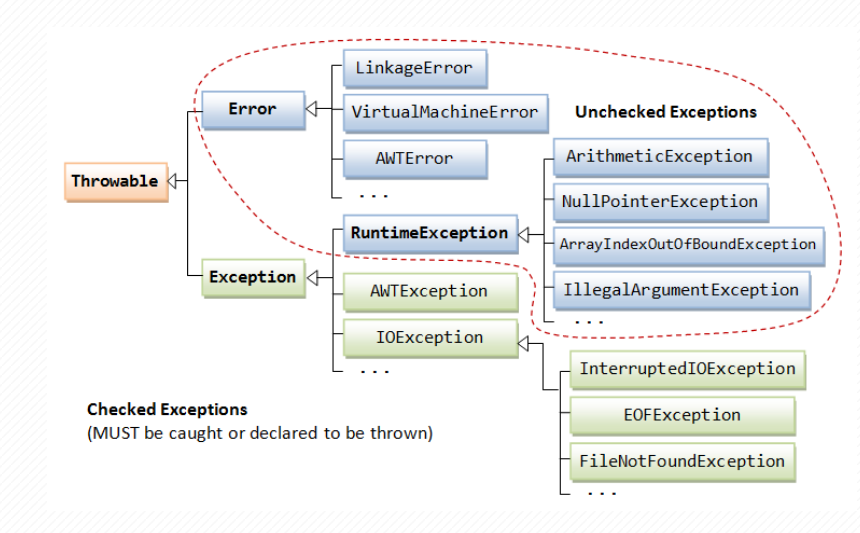 LinkageError
Error
VirtualMachineError
Unchecked Exceptions
AWTError
ArithmeticException
Throwable
...
NullPointerException
RuntimeException
ArrayIndexOutOfBoundException
Exception
AWTException
IllegalArgumentException
...
IOException
...
InterruptedIOException
Checked Exceptions
(MUST be caught or declared to be thrown)
EOFException
FileNotFoundException
...